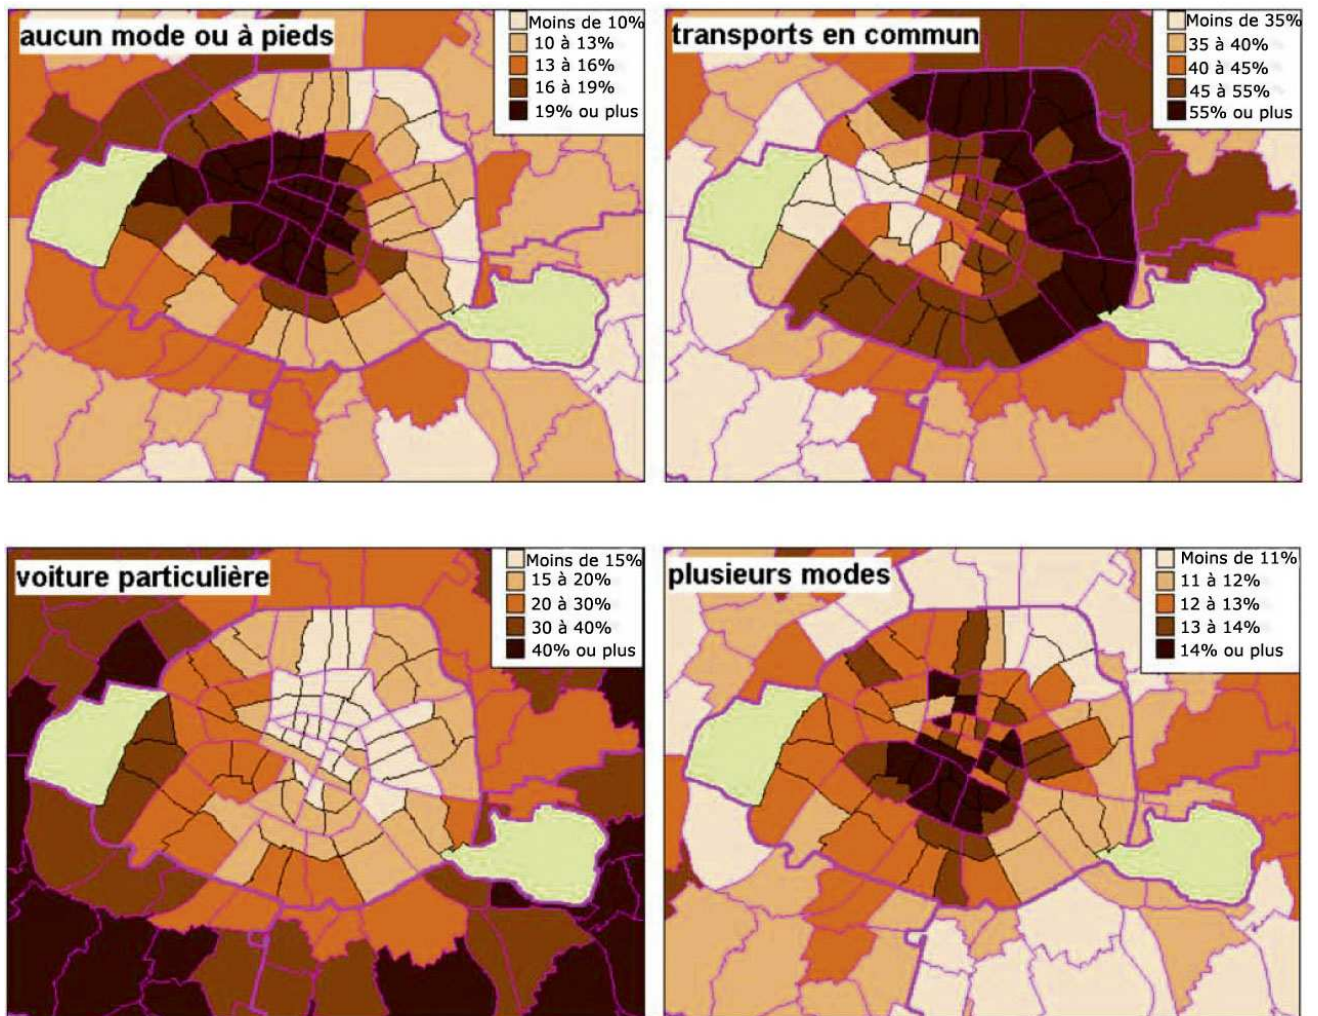 aucun mode ou à pieds
Moins de 10%
10 à 13%
13 à 16%
16 à 19%
19% ou plus
transports en commun
Moins de 35%
35 à 40%
40 à 45%
45 à 55%
55% ou plus
voiture particulière
Moins de 15%
15 à 20%
20 à 30%
30 à 40%
40% ou plus
plusieurs modes
Moins de 11%
11 à 12%
12 à 13%
13 à 14%
14% ou plus